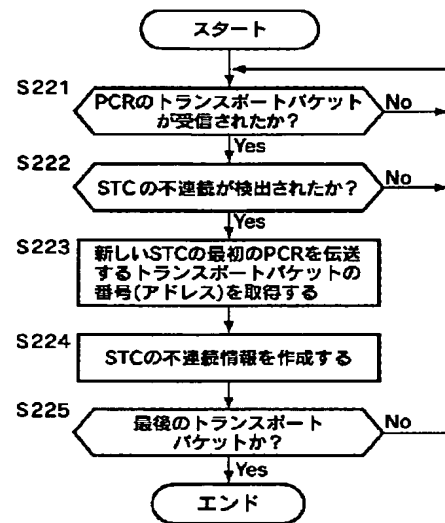 スタート
S221
PCRのトランスポートパケット
が受信されたか?
No
Yes
S222
STCの不連続が検出されたか?
No
Yes
S223
新しいSTCの最初のPCRを伝送
するトランスポートパケットの
番号(アドレス)を取得する
S224
STCの不連続情報を作成する
S225
最後のトランスポート
パケットか?
No
Yes
エンド